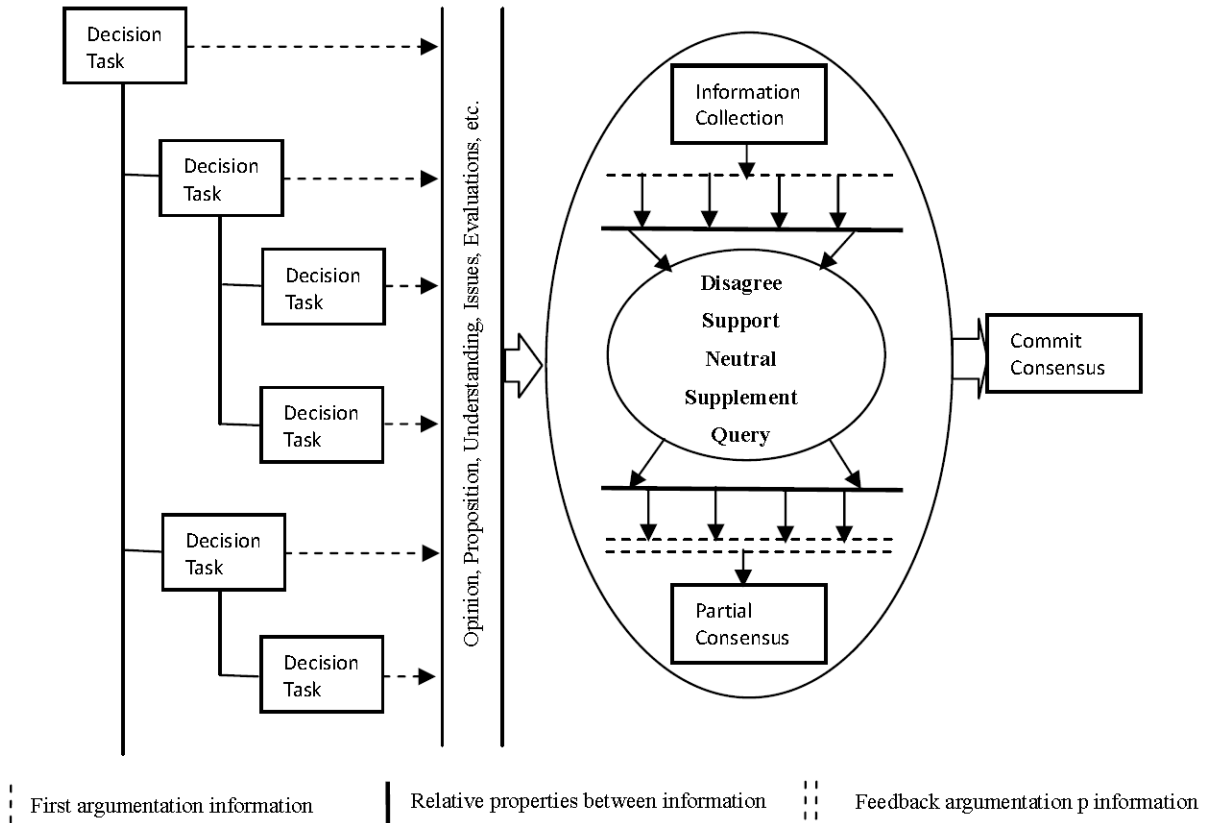 Decision
Task
Decision
Task
Decision
Task
Decision
Task
Decision
Task
Decision
Task
Opinion, Proposition, Understanding, Issues, Evaluations, etc.
Information
Collection
Disagree
Support
Neutral
Supplement
Query
Partial
Consensus
Commit
Consensus
First argumentation information
Relative properties between information
Feedback argumentation p information